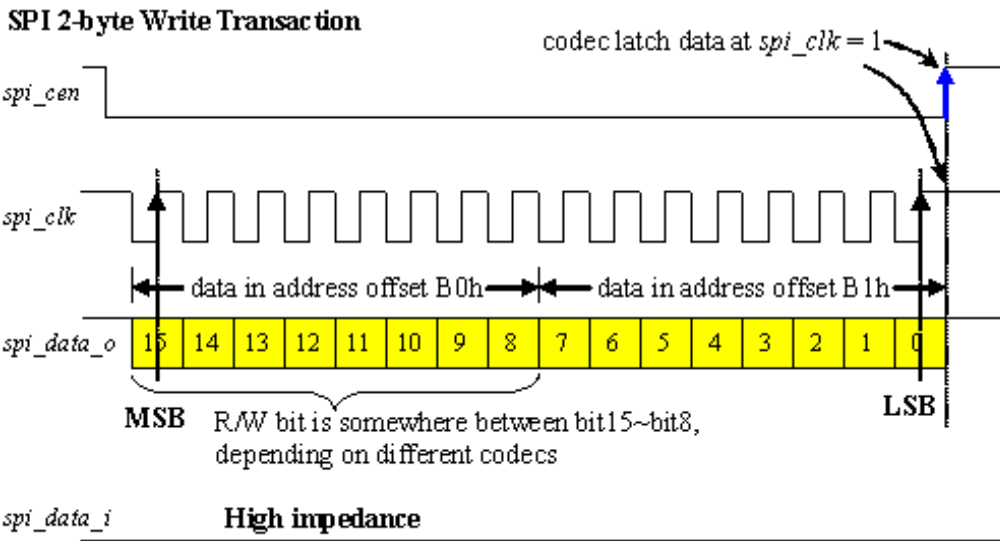 SPI 2-byte Write Transaction
codec latch data at spi_clk = 1
spi_cen
spi_clk
data in address offset B0h
data in address offset B1h
spi_data_o
15 14 13 12 11 10 9 8 7 6 5 4 3 2 1 0
MSB
LSB
R/W bit is somewhere between bit15~bit8,
depending on different codecs
spi_data_i
High impedance